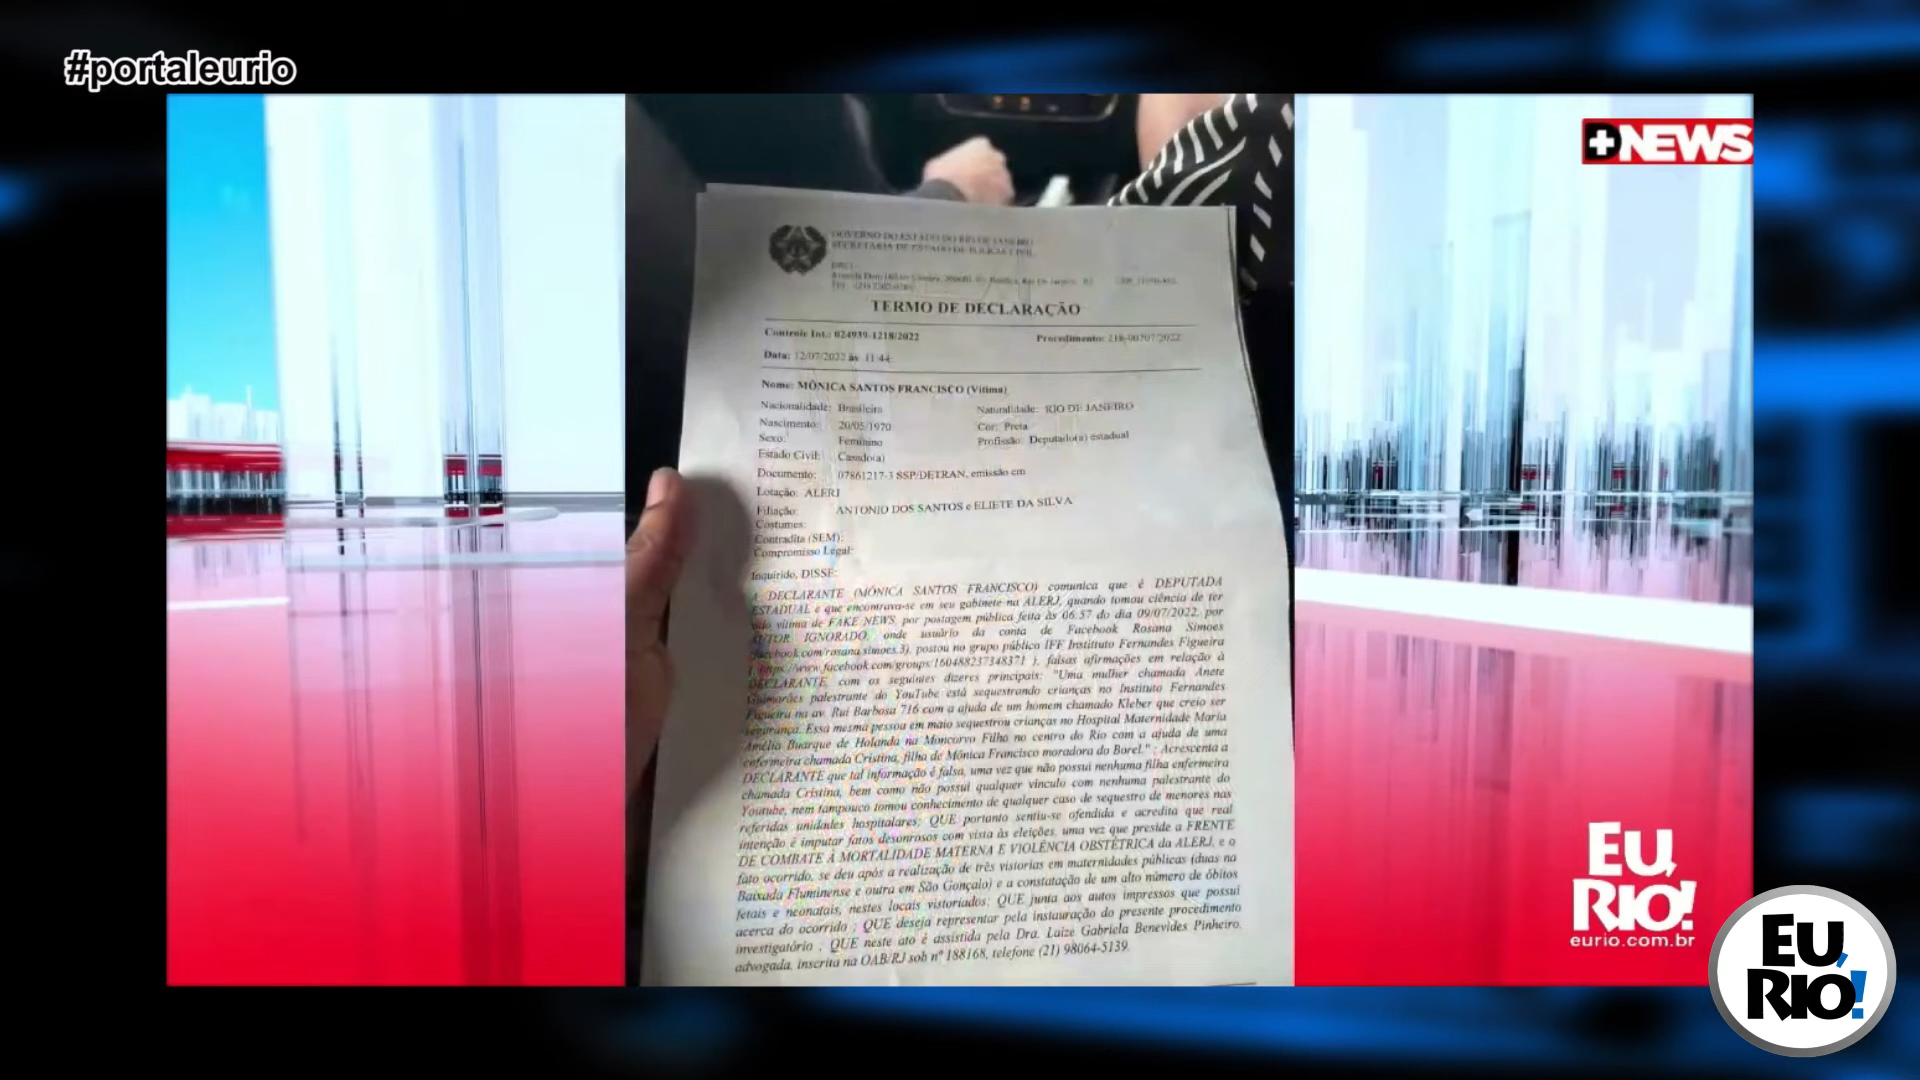 #portaleurio
+NEWS
GOVERNO DO ESTADO DO RIO DE JANEIRO
SECRETARIA DE ESTADO DE POLÍCIA CIVIL
TERMO DE DECLARAÇÃO
Controle Int.: 024939-1218/2022 Procedimento: 218-00707/2022
Data: 12/07/2022 às 11:44
Nome: MÔNICA SANTOS FRANCISCO (Vítima)
Nacionalidade: Brasileira Naturalidade: RIO DE JANEIRO
Nascimento: 20/05/1970 Cor: Preta
Sexo: Feminino Profissão: Deputado(a) estadual
Estado Civil: Casado(a)
Documento: 07861217-3 SSP/DETRAN, emissão em
Lotação: ALERJ
Filiação: ANTONIO DOS SANTOS e ELIETE DA SILVA
Costumes:
Contradita (SEM):
Compromisso Legal:
Inquirido, DISSE:
A DECLARANTE (MÔNICA SANTOS FRANCISCO) comunica que é DEPUTADA
ESTADUAL e que encontrava-se em seu gabinete na ALERJ, quando tomou ciência de ter
sido vítima de FAKE NEWS, por postagem pública feita às 06:57 do dia 09/07/2022, por
AUTOR IGNORADO, onde usuário da conta de Facebook Rosana Simoes
(facebook.com/rosana.simoes.3), postou no grupo público IFF Instituto Fernandes Figueira
( https://www.facebook.com/groups/160488237348371 ), falsas afirmações em relação à
DECLARANTE, com os seguintes dizeres principais: "Uma mulher chamada Anete
Guimarães palestrante do YouTube está sequestrando crianças no Instituto Fernandes
Figueira na av. Rui Barbosa 716 com a ajuda de um homem chamado Kleber que creio ser
segurança. Essa mesma pessoa em maio sequestrou crianças no Hospital Maternidade Maria
Amélia Buarque de Holanda na Moncorvo Filho no centro do Rio com a ajuda de uma
enfermeira chamada Cristina, filha de Mônica Francisco moradora do Borel." ; Acrescenta a
DECLARANTE que tal informação é falsa, uma vez que não possui nenhuma filha enfermeira
chamada Cristina, bem como não possui qualquer vínculo com nenhuma palestrante do
Youtube, nem tampouco tomou conhecimento de qualquer caso de sequestro de menores nas
referidas unidades hospitalares; QUE portanto sentiu-se ofendida e acredita que real
intenção é imputar fatos desonrosos com vista às eleições, uma vez que preside a FRENTE
DE COMBATE À MORTALIDADE MATERNA E VIOLÊNCIA OBSTÉTRICA da ALERJ, e o
fato ocorrido, se deu após a realização de três vistorias em maternidades públicas (duas na
Baixada Fluminense e outra em São Gonçalo) e a constatação de um alto número de óbitos
fetais e neonatais, nestes locais vistoriados; QUE junta aos autos impressos que possui
acerca do ocorrido ; QUE deseja representar pela instauração do presente procedimento
investigatório ; QUE neste ato é assistida pela Dra. Laize Gabriela Benevides Pinheiro,
advogada, inscrita na OAB/RJ sob nº 188168, telefone (21) 98064-5139.
EU,
RIO!
eurio.com.br
EU,
RIO!